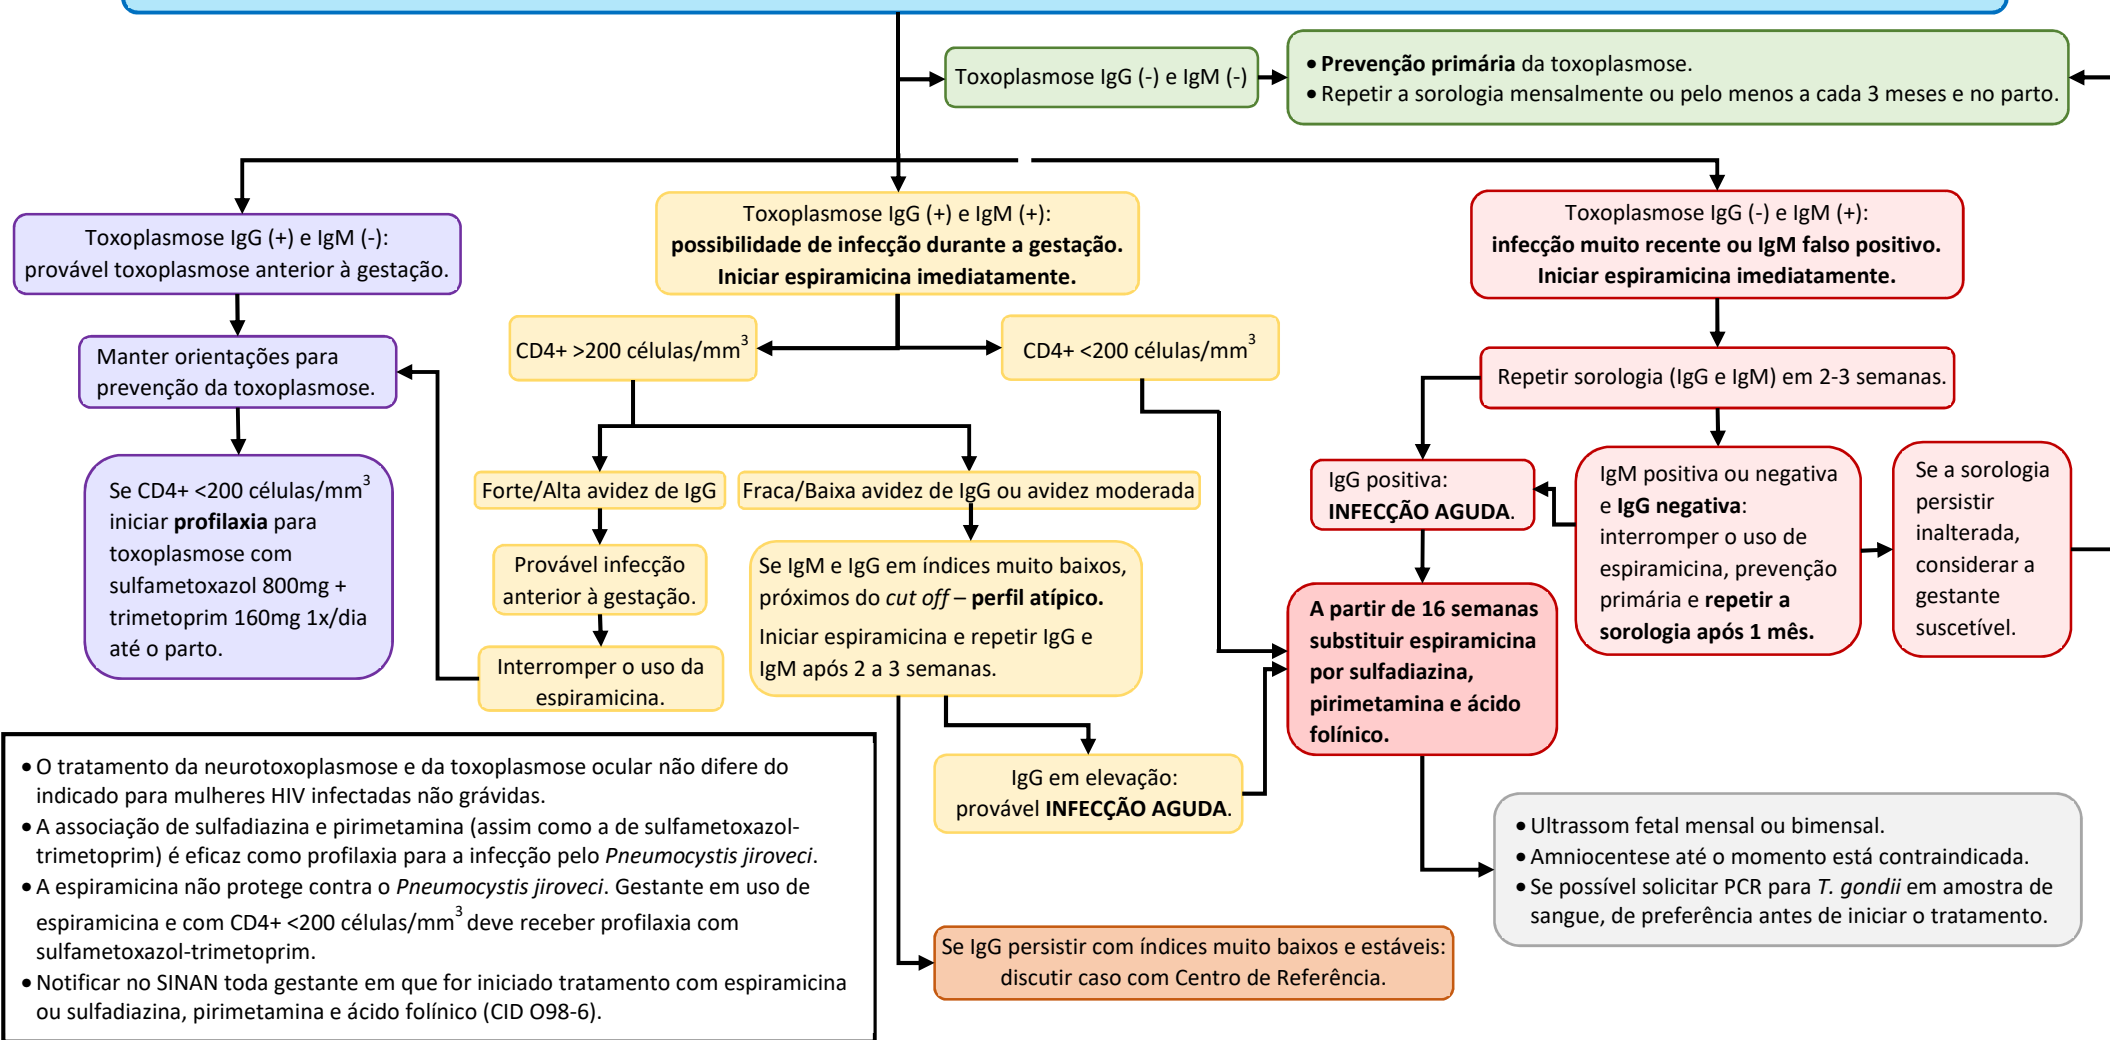 Toxoplasmose IgG (-) e IgM (-)
• Prevenção primária da toxoplasmose.
• Repetir a sorologia mensalmente ou pelo menos a cada 3 meses e no parto.
Toxoplasmose IgG (+) e IgM (-):
provável toxoplasmose anterior à gestação.
Manter orientações para
prevenção da toxoplasmose.
Se CD4+ <200 células/mm³
iniciar profilaxia para
toxoplasmose com
sulfametoxazol 800mg +
trimetoprim 160mg 1x/dia
até o parto.
Toxoplasmose IgG (+) e IgM (+):
possibilidade de infecção durante a gestação.
Iniciar espiramicina imediatamente.
CD4+ >200 células/mm³
CD4+ <200 células/mm³
Forte/Alta avidez de IgG
Fraca/Baixa avidez de IgG ou avidez moderada
Provável infecção
anterior à gestação.
Interromper o uso da
espiramicina.
Se IgM e IgG em índices muito baixos,
próximos do cut off – perfil atípico.
Iniciar espiramicina e repetir IgG e
IgM após 2 a 3 semanas.
IgG em elevação:
provável INFECÇÃO AGUDA.
Se IgG persistir com índices muito baixos e estáveis:
discutir caso com Centro de Referência.
Toxoplasmose IgG (-) e IgM (+):
infecção muito recente ou IgM falso positivo.
Iniciar espiramicina imediatamente.
Repetir sorologia (IgG e IgM) em 2-3 semanas.
IgG positiva:
INFECÇÃO AGUDA.
IgM positiva ou negativa
e IgG negativa:
interromper o uso de
espiramicina, prevenção
primária e repetir a
sorologia após 1 mês.
Se a sorologia
persistir
inalterada,
considerar a
gestante
suscetível.
A partir de 16 semanas
substituir espiramicina
por sulfadiazina,
pirimetamina e ácido
folínico.
• Ultrassom fetal mensal ou bimensal.
• Amniocentese até o momento está contraindicada.
• Se possível solicitar PCR para T. gondii em amostra de
sangue, de preferência antes de iniciar o tratamento.
• O tratamento da neurotoxoplasmose e da toxoplasmose ocular não difere do
indicado para mulheres HIV infectadas não grávidas.
• A associação de sulfadiazina e pirimetamina (assim como a de sulfametoxazol-
trimetoprim) é eficaz como profilaxia para a infecção pelo Pneumocystis jiroveci.
• A espiramicina não protege contra o Pneumocystis jiroveci. Gestante em uso de
espiramicina e com CD4+ <200 células/mm³ deve receber profilaxia com
sulfametoxazol-trimetoprim.
• Notificar no SINAN toda gestante em que for iniciado tratamento com espiramicina
ou sulfadiazina, pirimetamina e ácido folínico (CID O98-6).